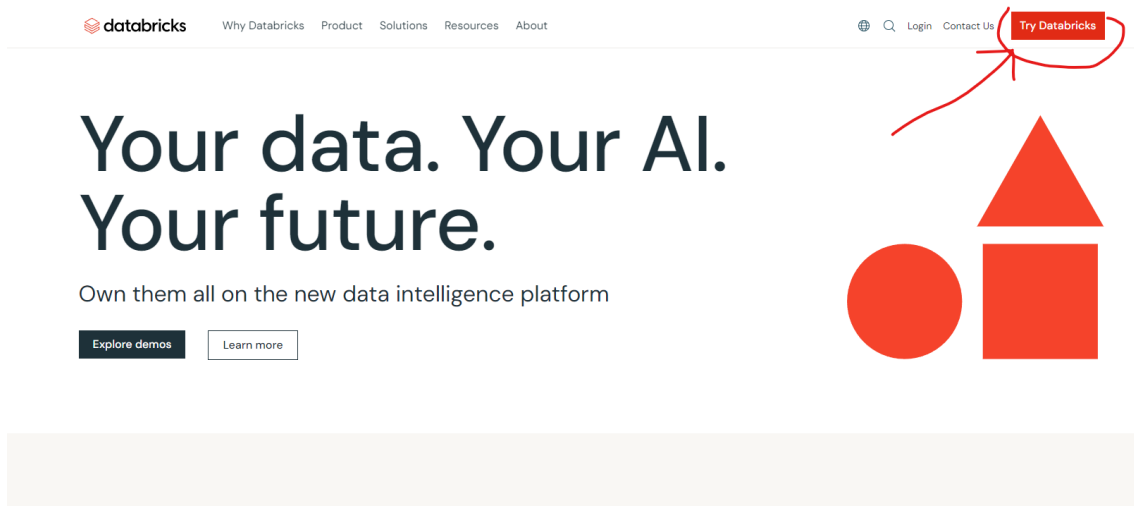 databricks Why Databricks Product Solutions Resources About Login Contact Us Try Databricks
Your data. Your AI.
Your future.
Own them all on the new data intelligence platform
Explore demos Learn more